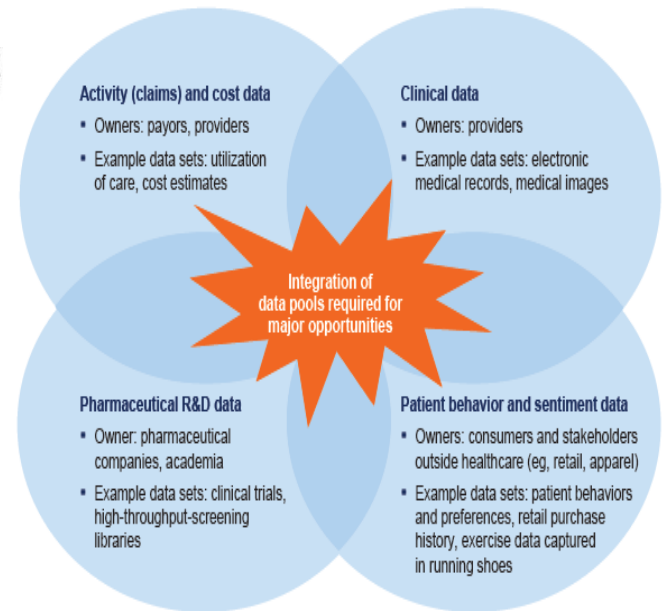 Activity (claims) and cost data
▪ Owners: payors, providers
▪ Example data sets: utilization
of care, cost estimates
Clinical data
▪ Owners: providers
▪ Example data sets: electronic
medical records, medical images
Integration of
data pools required for
major opportunities
Pharmaceutical R&D data
▪ Owner: pharmaceutical
companies, academia
▪ Example data sets: clinical trials,
high-throughput-screening
libraries
Patient behavior and sentiment data
▪ Owners: consumers and stakeholders
outside healthcare (eg, retail, apparel)
▪ Example data sets: patient behaviors
and preferences, retail purchase
history, exercise data captured
in running shoes